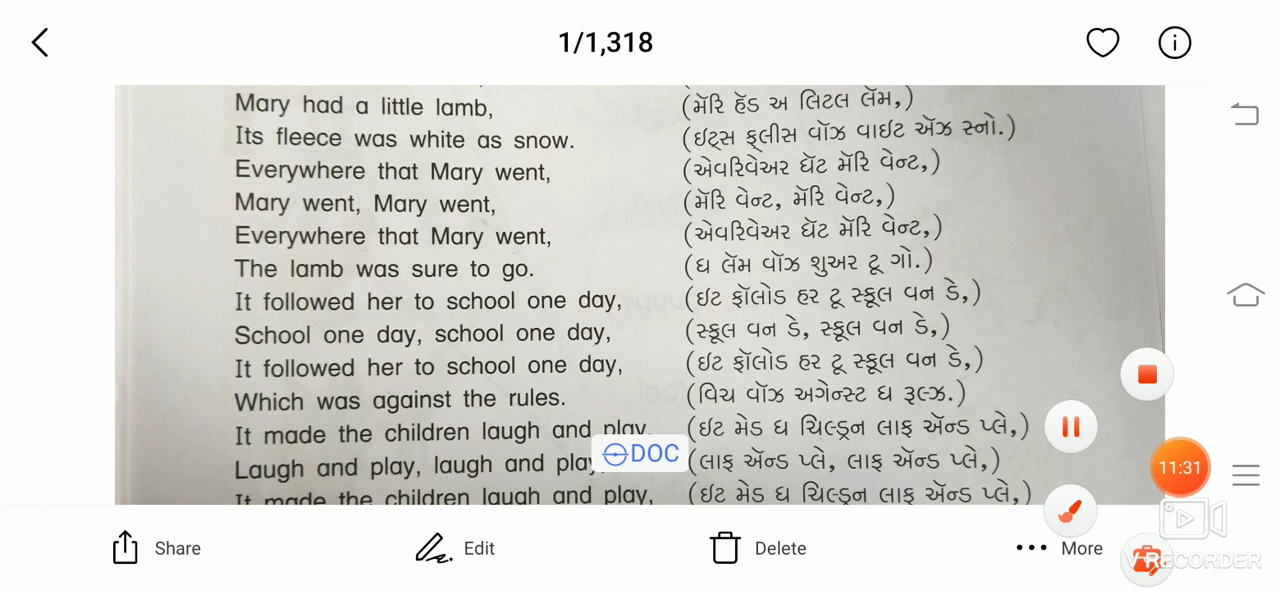 1/1,318
Mary had a little lamb, (મૅરિ હૅડ અ લિટલ લૅમ,)
Its fleece was white as snow. (ઇટ્સ ફ્લીસ વૉઝ વાઇટ ઍઝ સ્નો.)
Everywhere that Mary went, (એવરિવેઅર ધૅટ મૅરિ વેન્ટ,)
Mary went, Mary went, (મૅરિ વેન્ટ, મૅરિ વેન્ટ,)
Everywhere that Mary went, (એવરિવેઅર ધૅટ મૅરિ વેન્ટ,)
The lamb was sure to go. (ધ લૅમ વૉઝ શુઅર ટૂ ગો.)
It followed her to school one day, (ઇટ ફૉલોડ હર ટૂ સ્કૂલ વન ડે,)
School one day, school one day, (સ્કૂલ વન ડે, સ્કૂલ વન ડે,)
It followed her to school one day, (ઇટ ફૉલોડ હર ટૂ સ્કૂલ વન ડે,)
Which was against the rules. (વિચ વૉઝ અગેન્સ્ટ ધ રૂલ્ઝ.)
It made the children laugh and play, (ઇટ મેડ ધ ચિલ્ડ્રન લાફ ઍન્ડ પ્લે,)
Laugh and play, laugh and play (લાફ ઍન્ડ પ્લે, લાફ ઍન્ડ પ્લે,)
DOC
It made the children laugh and play, (ઇટ મેડ ધ ચિલ્ડ્રન લાફ ઍન્ડ પ્લે,)
11:31
Share Edit Delete More
V RECORDER